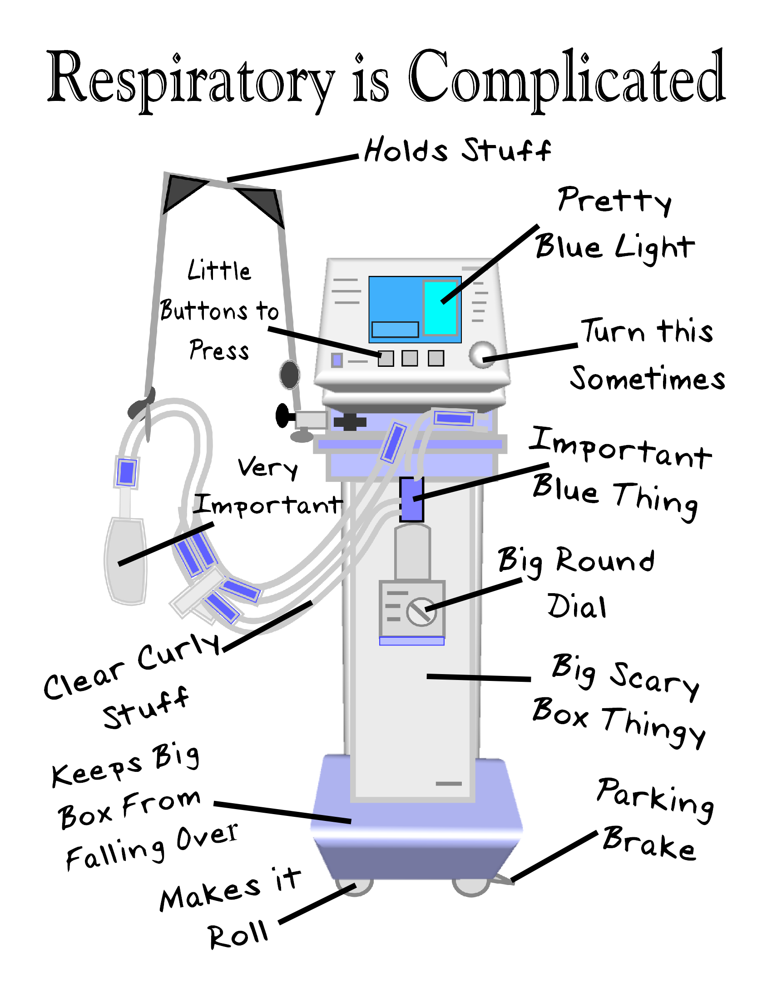 Respiratory is Complicated
Holds Stuff
Pretty
Blue Light
Little
Buttons to
Press
Turn this
Sometimes
Important
Blue Thing
Very
Important
Big Round
Dial
Clear Curly
Stuff
Big Scary
Box Thingy
Keeps Big
Box From
Falling Over
Parking
Brake
Makes it
Roll